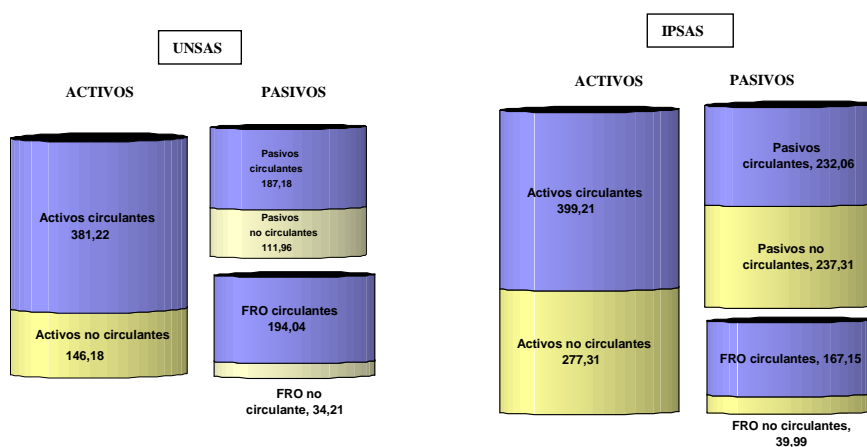 UNSAS
ACTIVOS
PASIVOS
Activos circulantes
381,22
Activos no circulantes
146,18
Pasivos
circulantes
187,18
Pasivos
no circulantes
111,96
FRO circulantes
194,04
FRO no
circulante, 34,21
IPSAS
ACTIVOS
PASIVOS
Activos circulantes
399,21
Activos no circulantes
277,31
Pasivos
circulantes, 232,06
Pasivos no
circulantes, 237,31
FRO circulantes, 167,15
FRO no circulantes,
39,99